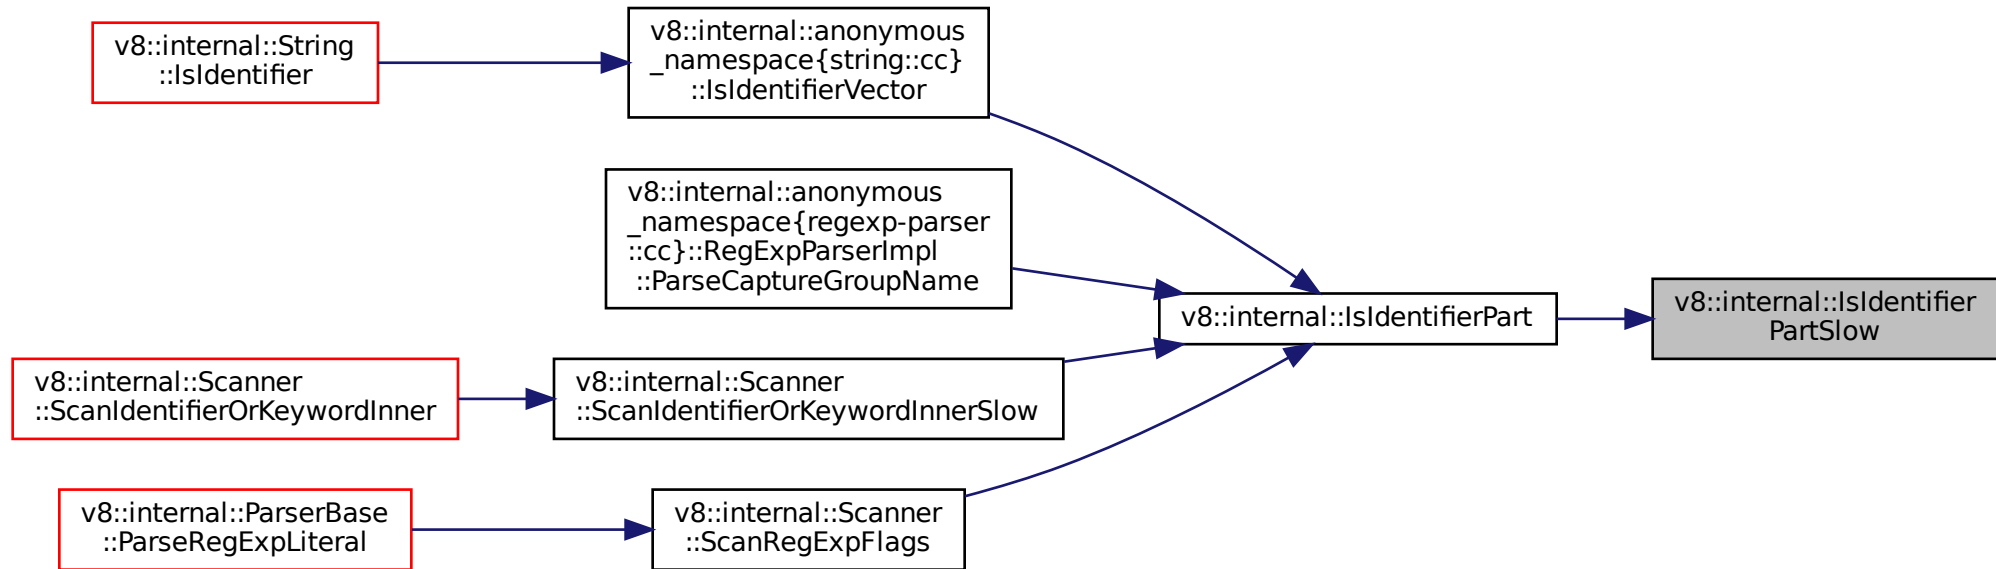 v8::internal::String
::IsIdentifier
v8::internal::anonymous
_namespace{string::cc}
::IsIdentifierVector
v8::internal::anonymous
_namespace{regexp-parser
::cc}::RegExpParserImpl
::ParseCaptureGroupName
v8::internal::IsIdentifierPart
v8::internal::IsIdentifier
PartSlow
v8::internal::Scanner
::ScanIdentifierOrKeywordInner
v8::internal::Scanner
::ScanIdentifierOrKeywordInnerSlow
v8::internal::ParserBase
::ParseRegExpLiteral
v8::internal::Scanner
::ScanRegExpFlags